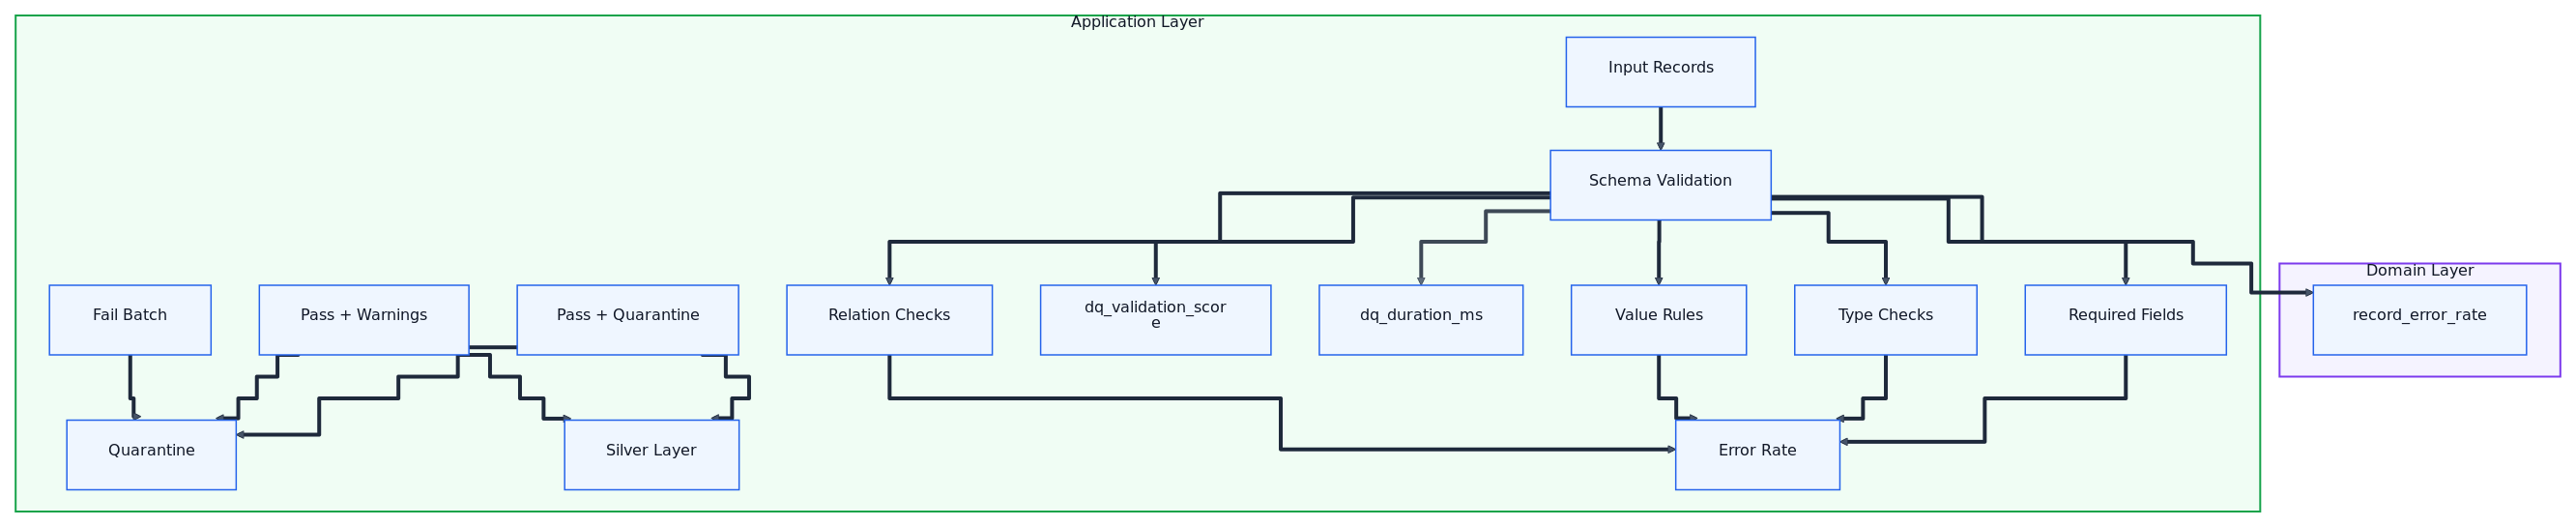 Application Layer
Input Records
Schema Validation
Domain Layer
Fail Batch
Pass + Warnings
Pass + Quarantine
Relation Checks
dq_validation_scor
e
dq_duration_ms
Value Rules
Type Checks
Required Fields
record_error_rate
Quarantine
Silver Layer
Error Rate